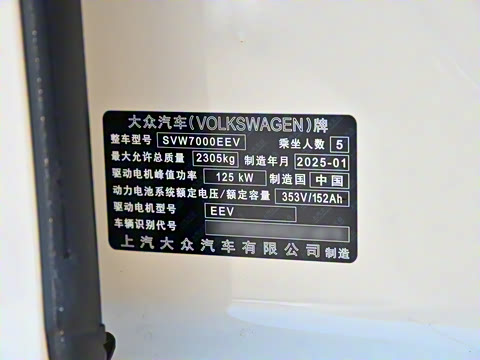 大众汽车(VOLKSWAGEN)牌
整车型号 SVW7000EEV 乘坐人数 5
最大允许总质量 2305kg 制造年月 2025-01
驱动电机峰值功率 125 kW 制造国 中国
动力电池系统额定电压/额定容量 353V/152Ah
驱动电机型号 EEV
车辆识别代号
上汽大众汽车有限公司 制造